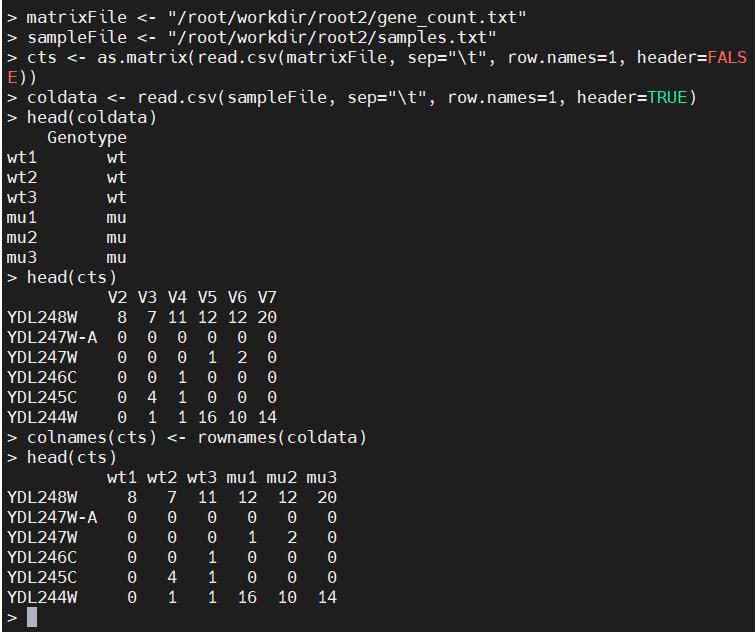 > matrixFile <- "/root/workdir/root2/gene_count.txt"
> sampleFile <- "/root/workdir/root2/samples.txt"
> cts <- as.matrix(read.csv(matrixFile, sep="\t", row.names=1, header=FALS
E))
> coldata <- read.csv(sampleFile, sep="\t", row.names=1, header=TRUE)
> head(coldata)
    Genotype
wt1       wt
wt2       wt
wt3       wt
mu1       mu
mu2       mu
mu3       mu
> head(cts)
          V2 V3 V4 V5 V6 V7
YDL248W    8  7 11 12 12 20
YDL247W-A  0  0  0  0  0  0
YDL247W    0  0  0  1  2  0
YDL246C    0  0  1  0  0  0
YDL245C    0  4  1  0  0  0
YDL244W    0  1  1 16 10 14
> colnames(cts) <- rownames(coldata)
> head(cts)
          wt1 wt2 wt3 mu1 mu2 mu3
YDL248W     8   7  11  12  12  20
YDL247W-A   0   0   0   0   0   0
YDL247W     0   0   0   1   2   0
YDL246C     0   0   1   0   0   0
YDL245C     0   4   1   0   0   0
YDL244W     0   1   1  16  10  14
>